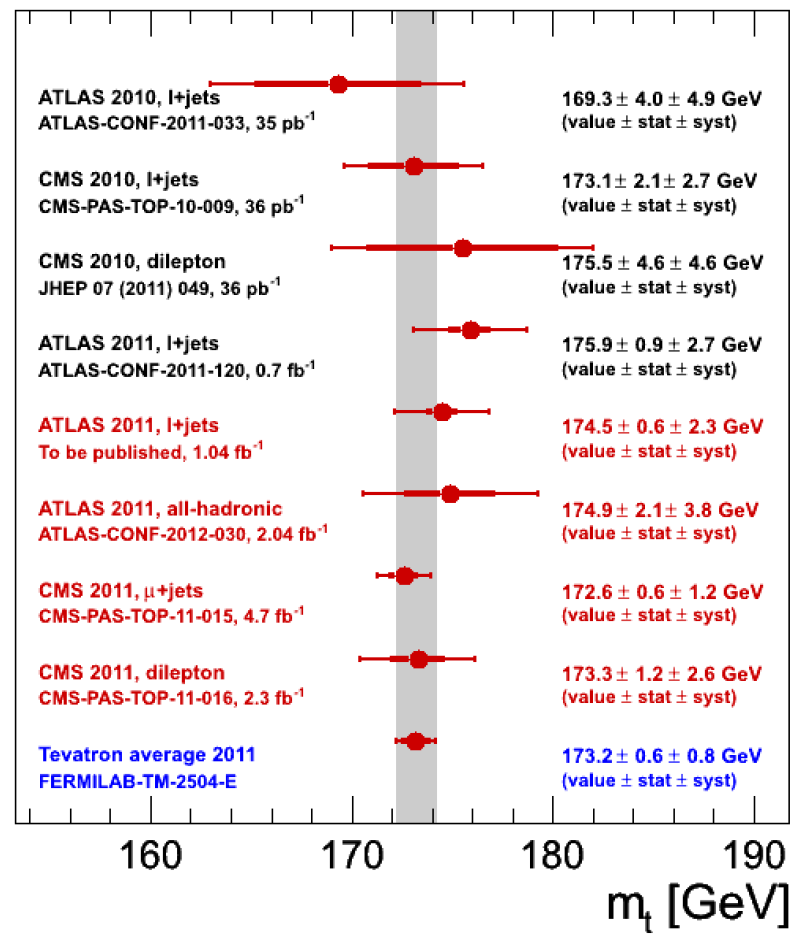 ATLAS 2010, l+jets 169.3 ± 4.0 ± 4.9 GeV
ATLAS-CONF-2011-033, 35 pb⁻¹ (value ± stat ± syst)
CMS 2010, l+jets 173.1 ± 2.1 ± 2.7 GeV
CMS-PAS-TOP-10-009, 36 pb⁻¹ (value ± stat ± syst)
CMS 2010, dilepton 175.5 ± 4.6 ± 4.6 GeV
JHEP 07 (2011) 049, 36 pb⁻¹ (value ± stat ± syst)
ATLAS 2011, l+jets 175.9 ± 0.9 ± 2.7 GeV
ATLAS-CONF-2011-120, 0.7 fb⁻¹ (value ± stat ± syst)
ATLAS 2011, l+jets 174.5 ± 0.6 ± 2.3 GeV
To be published, 1.04 fb⁻¹ (value ± stat ± syst)
ATLAS 2011, all-hadronic 174.9 ± 2.1 ± 3.8 GeV
ATLAS-CONF-2012-030, 2.04 fb⁻¹ (value ± stat ± syst)
CMS 2011, μ+jets 172.6 ± 0.6 ± 1.2 GeV
CMS-PAS-TOP-11-015, 4.7 fb⁻¹ (value ± stat ± syst)
CMS 2011, dilepton 173.3 ± 1.2 ± 2.6 GeV
CMS-PAS-TOP-11-016, 2.3 fb⁻¹ (value ± stat ± syst)
Tevatron average 2011 173.2 ± 0.6 ± 0.8 GeV
FERMILAB-TM-2504-E (value ± stat ± syst)
160 170 180 190
mₜ [GeV]